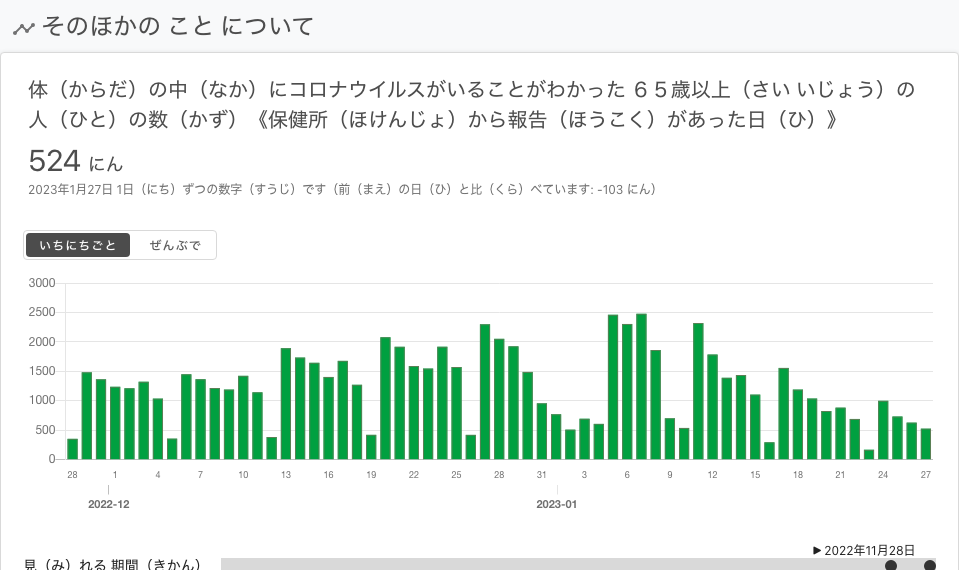 そのほかの こと について
体（からだ）の中（なか）にコロナウイルスがいることがわかった ６５歳以上（さい いじょう）の
人（ひと）の数（かず）《保健所（ほけんじょ）から報告（ほうこく）があった日（ひ）》
524 にん
2023年1月27日 1日（にち）ずつの数字（すうじ）です（前（まえ）の日（ひ）と比（くら）べています: -103 にん）
いちにちごと ぜんぶで
3000
2500
2000
1500
1000
500
0
28 1 4 7 10 13 16 19 22 25 28 31 3 6 9 12 15 18 21 24 27
2022-12 2023-01
▶ 2022年11月28日
見（み）れる 期間（きかん）